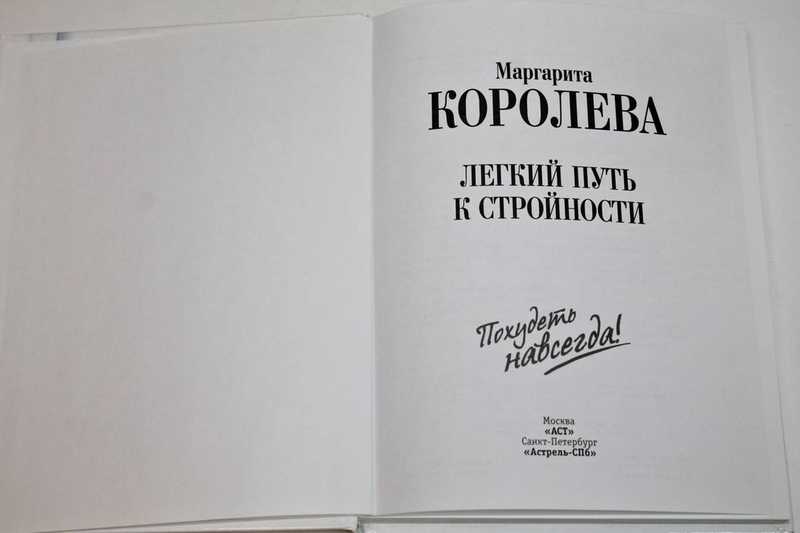 Маргарита
КОРОЛЕВА
ЛЕГКИЙ ПУТЬ
К СТРОЙНОСТИ
Похудеть
навсегда!
Москва
«АСТ»
Санкт-Петербург
«Астрель-СПб»